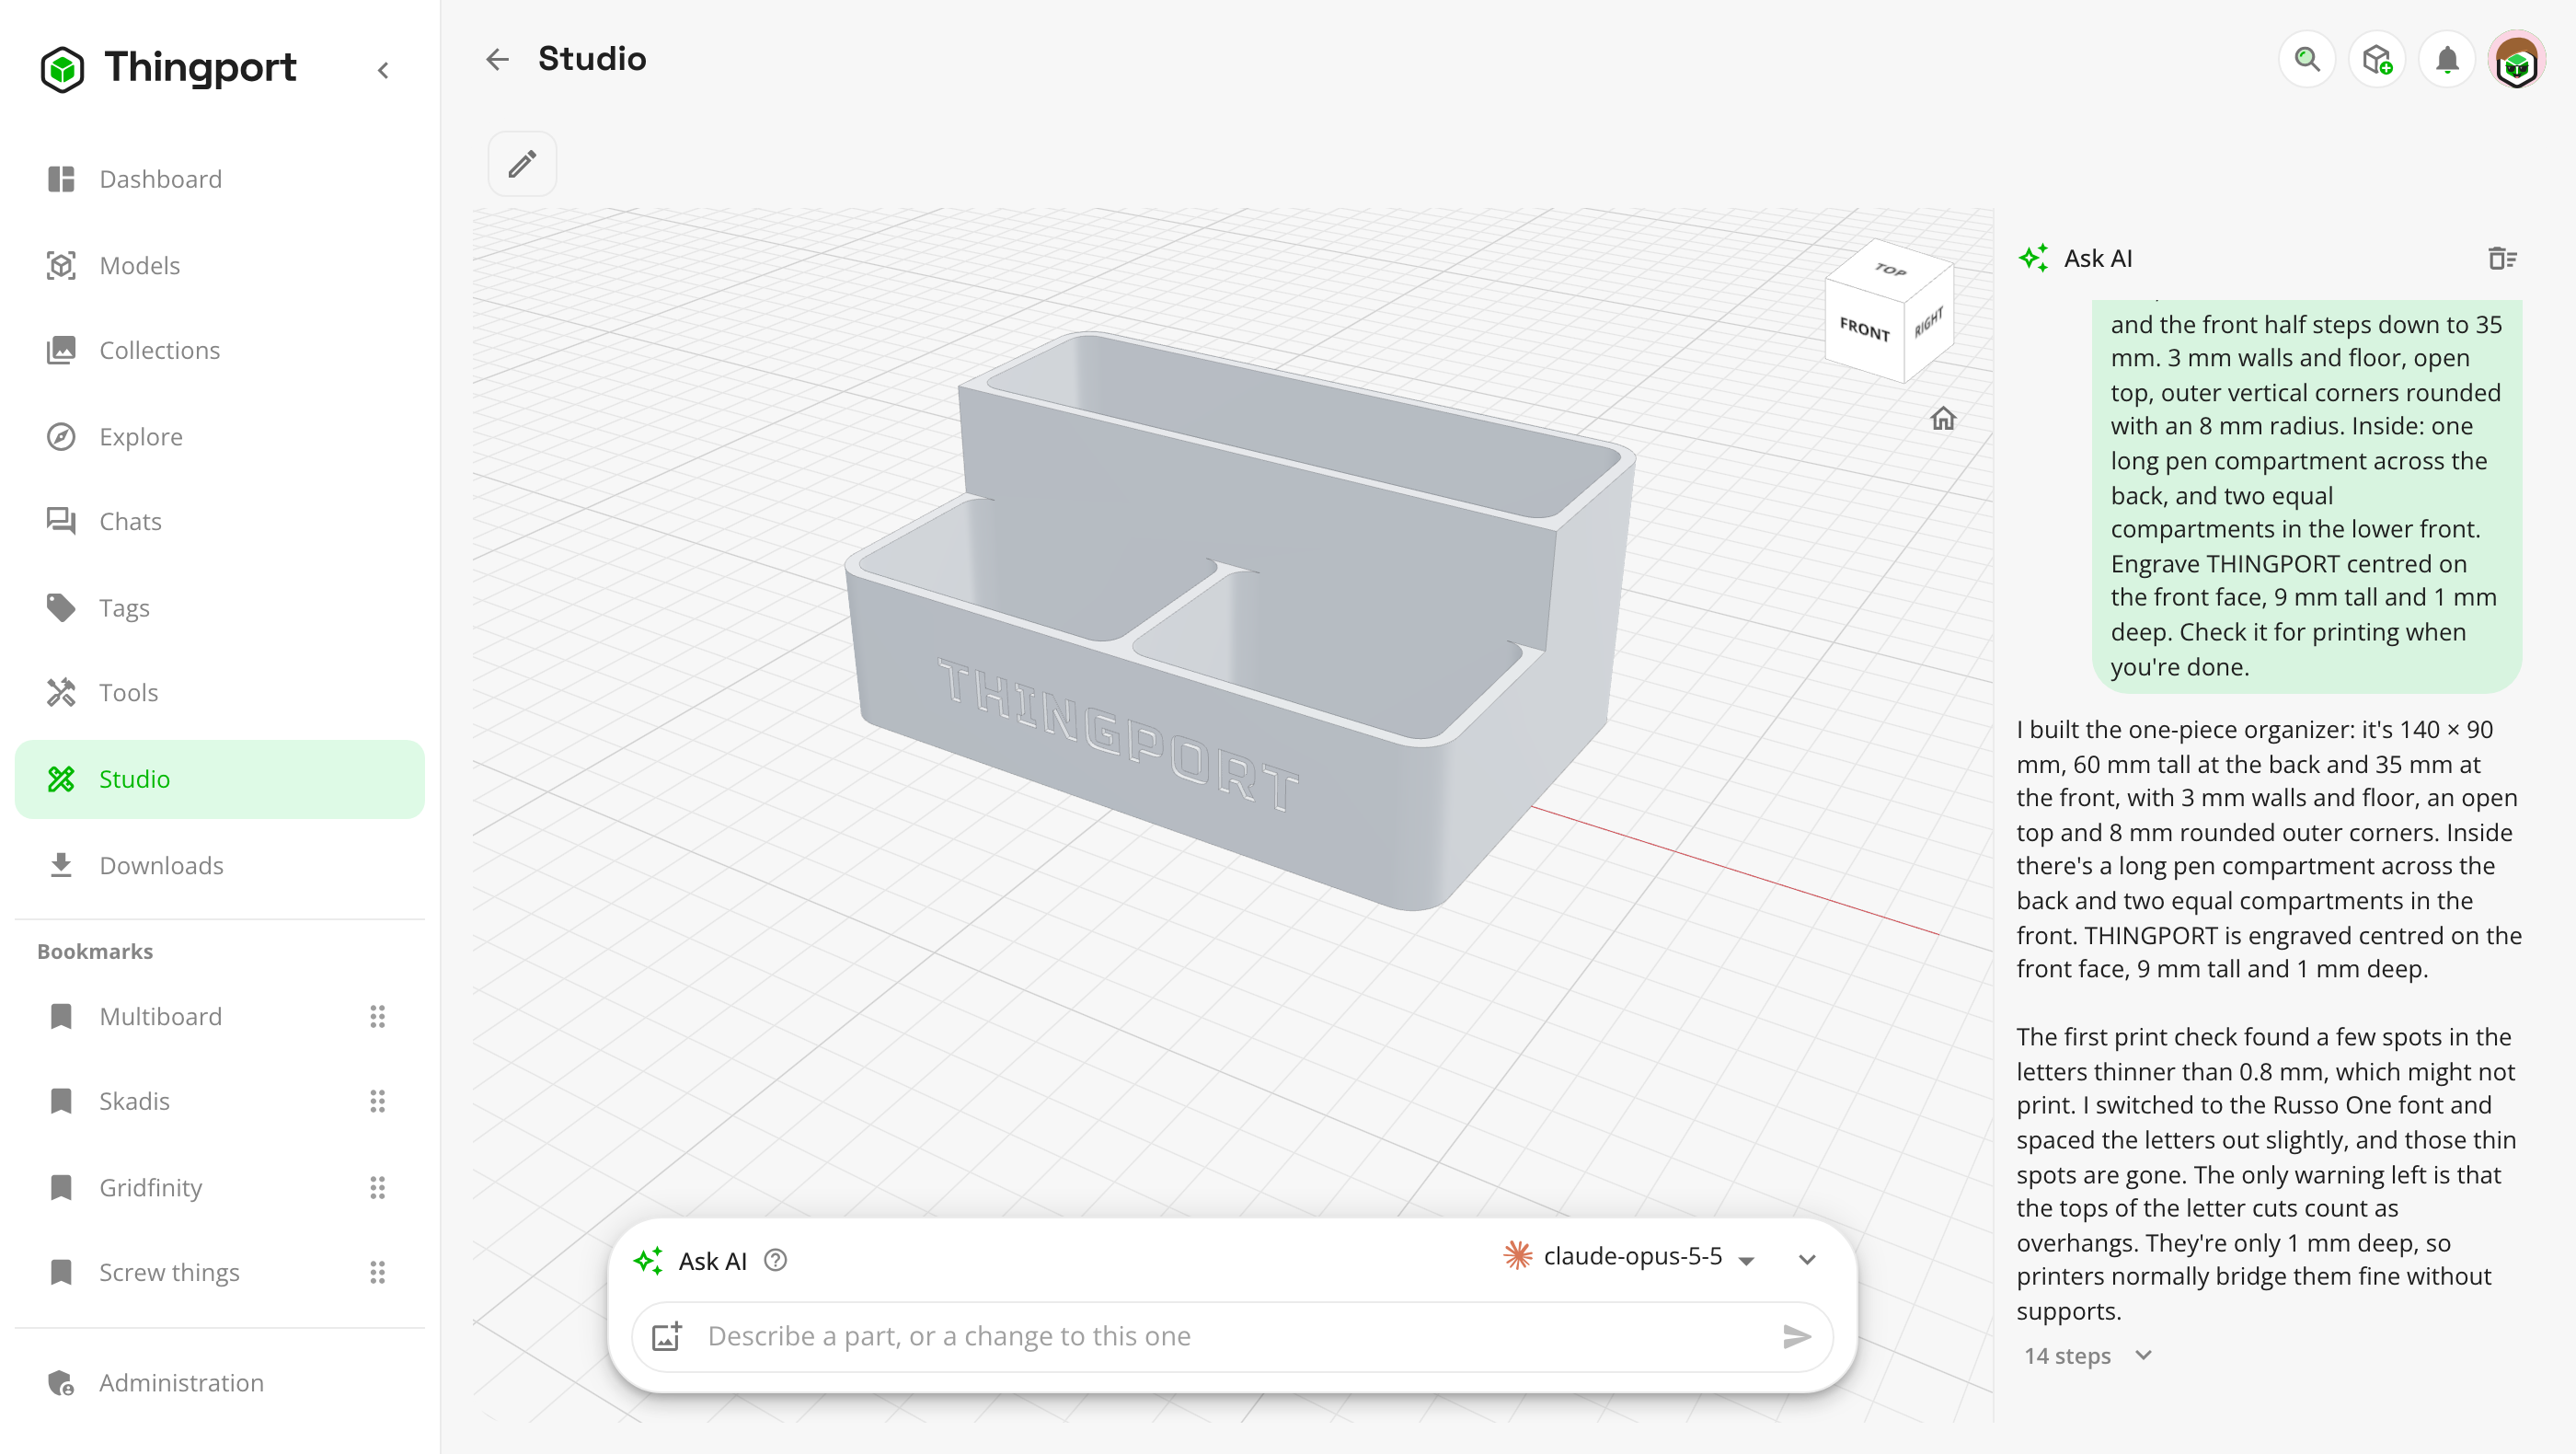 Thingport
Studio
Dashboard
Models
Collections
Explore
Chats
Tags
Tools
Studio
Downloads
Bookmarks
Multiboard
Skadis
Gridfinity
Screw things
Administration
TOP
FRONT
RIGHT
THINGPORT
Ask AI
claude-opus-5-5
Describe a part, or a change to this one
Ask AI
and the front half steps down to 35
mm. 3 mm walls and floor, open
top, outer vertical corners rounded
with an 8 mm radius. Inside: one
long pen compartment across the
back, and two equal
compartments in the lower front.
Engrave THINGPORT centred on
the front face, 9 mm tall and 1 mm
deep. Check it for printing when
you're done.
I built the one-piece organizer: it's 140 × 90
mm, 60 mm tall at the back and 35 mm at
the front, with 3 mm walls and floor, an open
top and 8 mm rounded outer corners. Inside
there's a long pen compartment across the
back and two equal compartments in the
front. THINGPORT is engraved centred on the
front face, 9 mm tall and 1 mm deep.
The first print check found a few spots in the
letters thinner than 0.8 mm, which might not
print. I switched to the Russo One font and
spaced the letters out slightly, and those thin
spots are gone. The only warning left is that
the tops of the letter cuts count as
overhangs. They're only 1 mm deep, so
printers normally bridge them fine without
supports.
14 steps